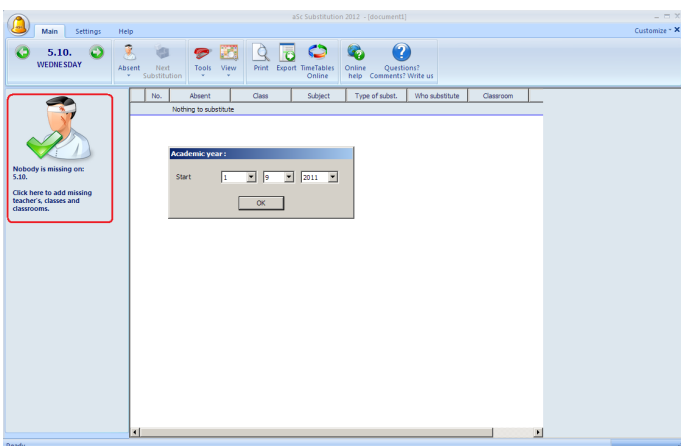 aSc Substitution 2012 - [document1]
Main Settings Help Customize
5.10.
WEDNESDAY
Absent
Next Substitution
Tools
View
Print
Export
TimeTables Online
Online help
Questions? Comments? Write us
No. Absent Class Subject Type of subst. Who substitute Classroom
Nothing to substitute
Nobody is missing on:
5.10.
Click here to add missing
teacher's, classes and
classrooms.
Academic year :
Start 1 9 2011
OK
Ready